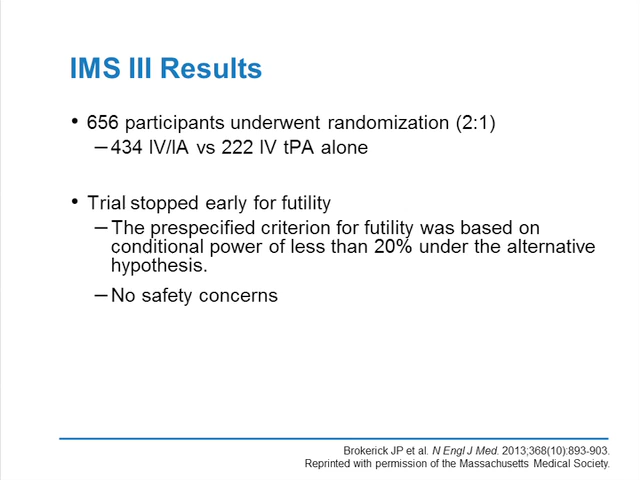 IMS III Results
• 656 participants underwent randomization (2:1)
– 434 IV/IA vs 222 IV tPA alone
• Trial stopped early for futility
– The prespecified criterion for futility was based on
conditional power of less than 20% under the alternative
hypothesis.
– No safety concerns
Brokerick JP et al. N Engl J Med. 2013;368(10):893-903.
Reprinted with permission of the Massachusetts Medical Society.